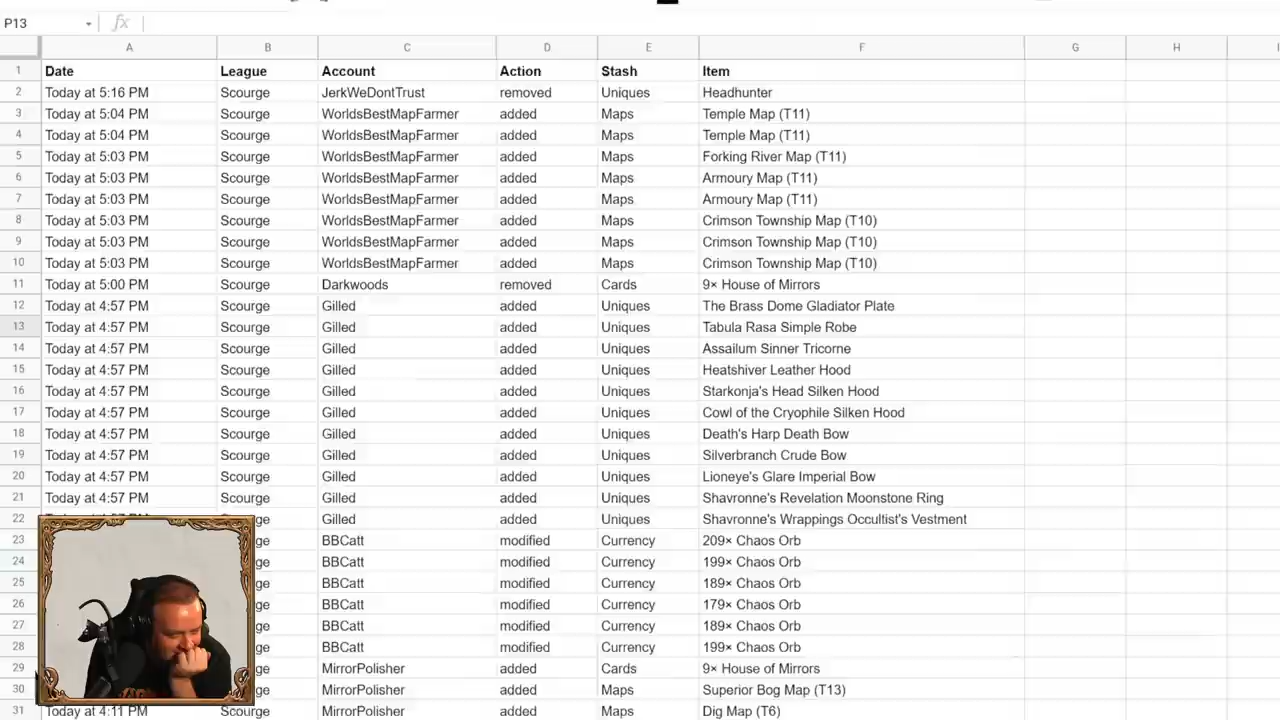 P13 fx
A B C D E F G H I
1 Date League Account Action Stash Item
2 Today at 5:16 PM Scourge JerkWeDontTrust removed Uniques Headhunter
3 Today at 5:04 PM Scourge WorldsBestMapFarmer added Maps Temple Map (T11)
4 Today at 5:04 PM Scourge WorldsBestMapFarmer added Maps Temple Map (T11)
5 Today at 5:03 PM Scourge WorldsBestMapFarmer added Maps Forking River Map (T11)
6 Today at 5:03 PM Scourge WorldsBestMapFarmer added Maps Armoury Map (T11)
7 Today at 5:03 PM Scourge WorldsBestMapFarmer added Maps Armoury Map (T11)
8 Today at 5:03 PM Scourge WorldsBestMapFarmer added Maps Crimson Township Map (T10)
9 Today at 5:03 PM Scourge WorldsBestMapFarmer added Maps Crimson Township Map (T10)
10 Today at 5:03 PM Scourge WorldsBestMapFarmer added Maps Crimson Township Map (T10)
11 Today at 5:00 PM Scourge Darkwoods removed Cards 9× House of Mirrors
12 Today at 4:57 PM Scourge Gilled added Uniques The Brass Dome Gladiator Plate
13 Today at 4:57 PM Scourge Gilled added Uniques Tabula Rasa Simple Robe
14 Today at 4:57 PM Scourge Gilled added Uniques Assailum Sinner Tricorne
15 Today at 4:57 PM Scourge Gilled added Uniques Heatshiver Leather Hood
16 Today at 4:57 PM Scourge Gilled added Uniques Starkonja's Head Silken Hood
17 Today at 4:57 PM Scourge Gilled added Uniques Cowl of the Cryophile Silken Hood
18 Today at 4:57 PM Scourge Gilled added Uniques Death's Harp Death Bow
19 Today at 4:57 PM Scourge Gilled added Uniques Silverbranch Crude Bow
20 Today at 4:57 PM Scourge Gilled added Uniques Lioneye's Glare Imperial Bow
21 Today at 4:57 PM Scourge Gilled added Uniques Shavronne's Revelation Moonstone Ring
22 Gilled added Uniques Shavronne's Wrappings Occultist's Vestment
23 ge BBCatt modified Currency 209× Chaos Orb
24 ge BBCatt modified Currency 199× Chaos Orb
25 ge BBCatt modified Currency 189× Chaos Orb
26 ge BBCatt modified Currency 179× Chaos Orb
27 ge BBCatt modified Currency 189× Chaos Orb
28 ge BBCatt modified Currency 199× Chaos Orb
29 ge MirrorPolisher added Cards 9× House of Mirrors
30 ge MirrorPolisher added Maps Superior Bog Map (T13)
31 Today at 4:11 PM Scourge MirrorPolisher added Maps Dig Map (T6)